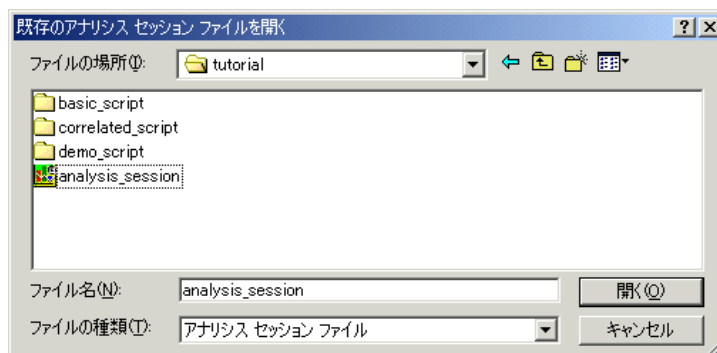 既存のアナリシス セッション ファイルを開く
ファイルの場所(I): tutorial
basic_script
correlated_script
demo_script
analysis_session
ファイル名(N): analysis_session 開く(O)
ファイルの種類(T): アナリシス セッション ファイル キャンセル